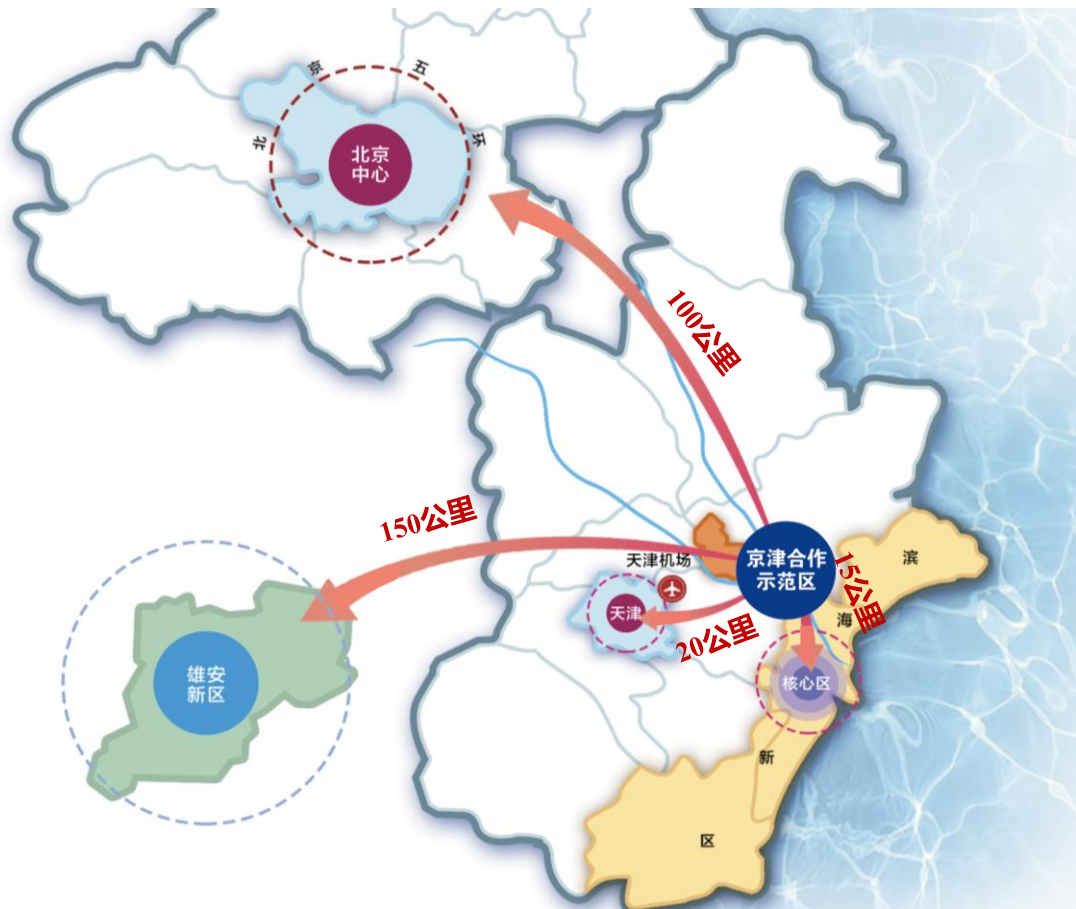 北京五环
北京
中心
100公里
150公里
天津机场
京津合作
示范区
15公里
滨海新区
天津
20公里
核心区
雄安
新区